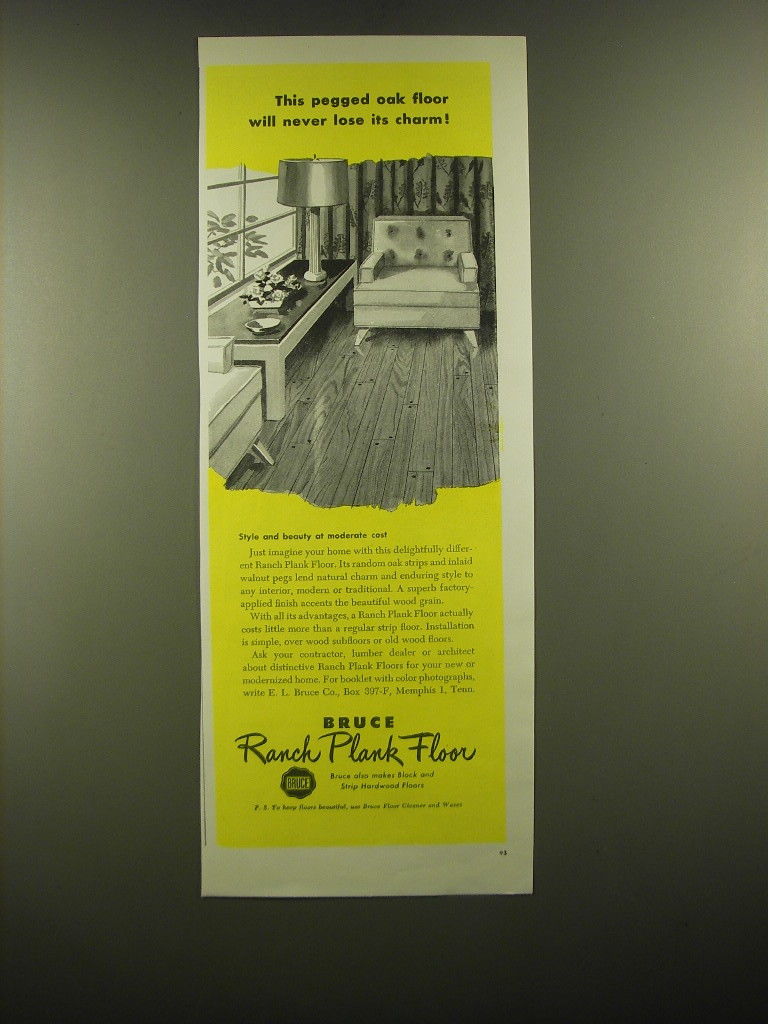 This pegged oak floor
will never lose its charm!
Style and beauty at moderate cost
Just imagine your home with this delightfully differ-
ent Ranch Plank Floor. Its random oak strips and inlaid
walnut pegs lend natural charm and enduring style to
any interior, modern or traditional. A superb factory-
applied finish accents the beautiful wood grain.
With all its advantages, a Ranch Plank Floor actually
costs little more than a regular strip floor. Installation
is simple, over wood subfloors or old wood floors.
Ask your contractor, lumber dealer or architect
about distinctive Ranch Plank Floors for your new or
modernized home. For booklet with color photographs,
write E. L. Bruce Co., Box 397-F, Memphis 1, Tenn.
BRUCE
Ranch Plank Floor
BRUCE
Bruce also makes Block and
Strip Hardwood Floors
P. S. To keep floors beautiful, use Bruce Floor Cleaner and Waxes
93